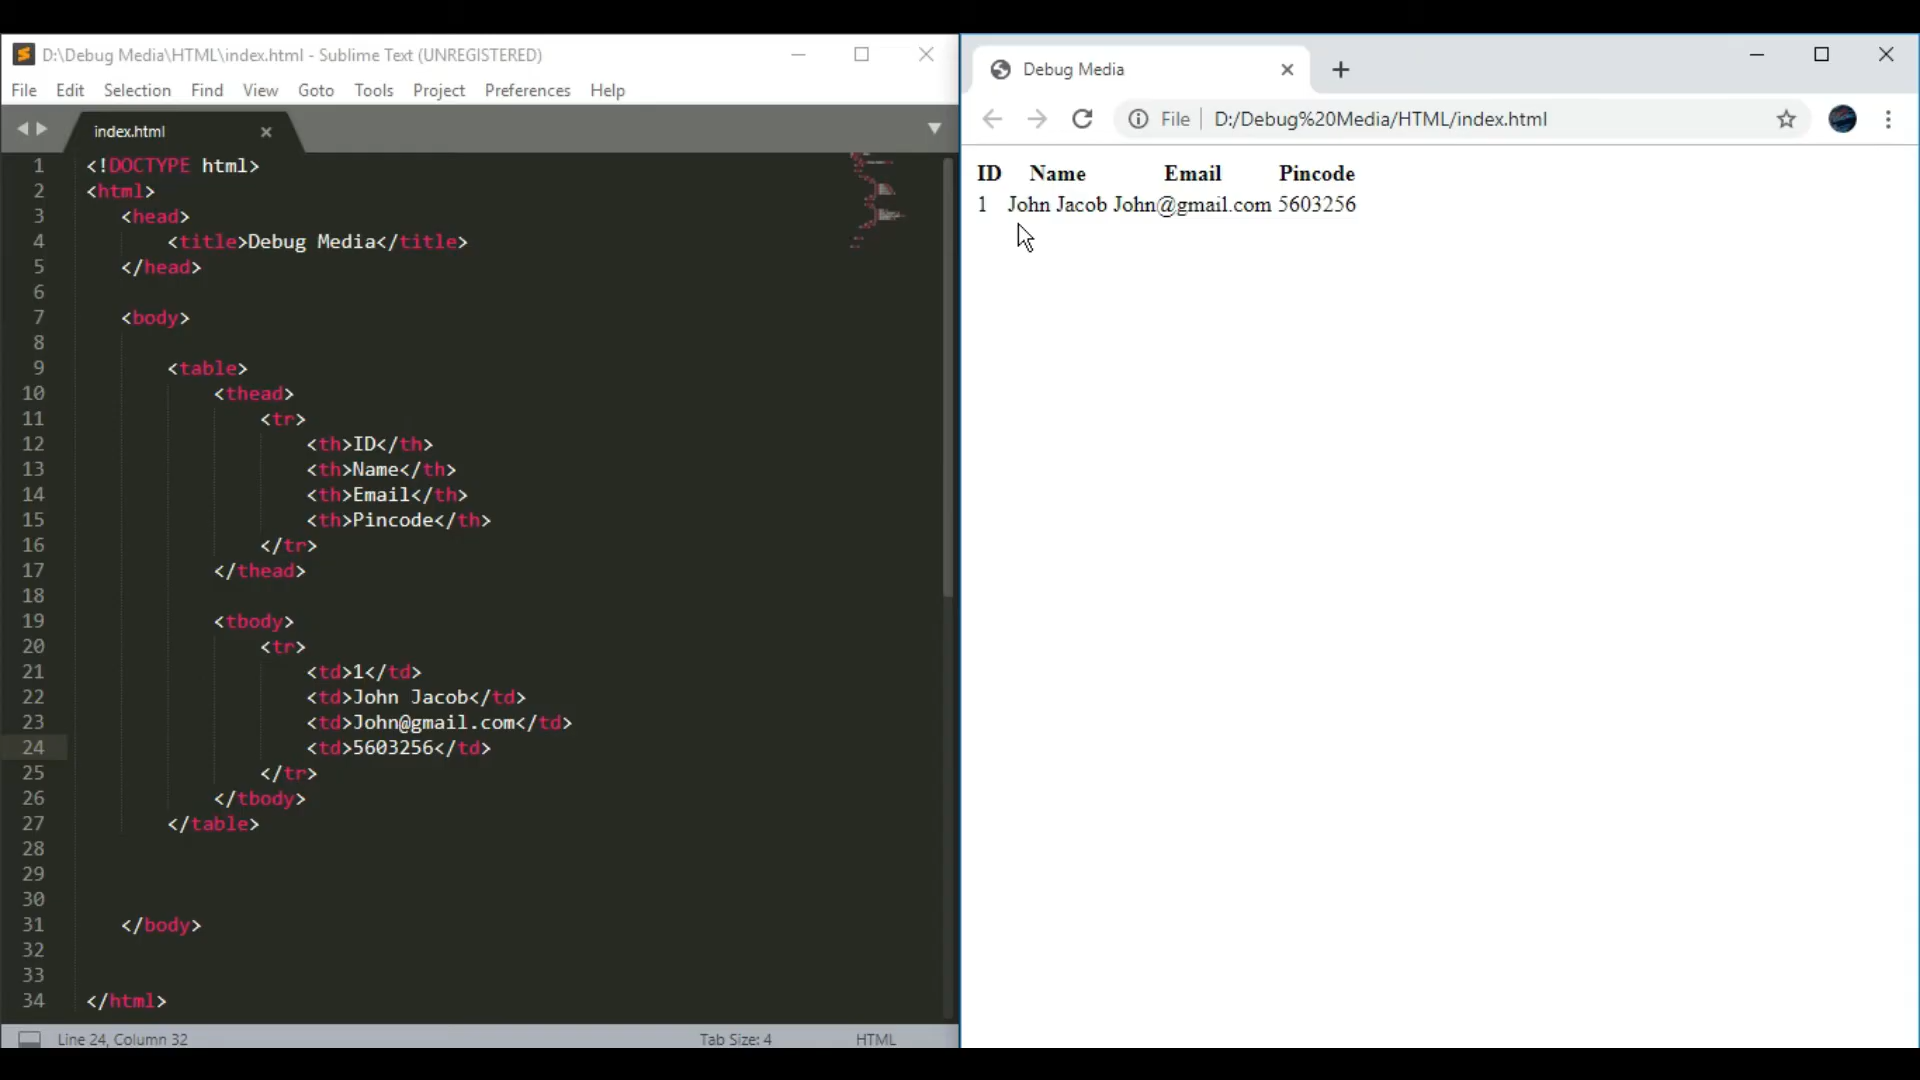 D:\Debug Media\HTML\index.html - Sublime Text (UNREGISTERED)
File Edit Selection Find View Goto Tools Project Preferences Help
index.html
1 <!DOCTYPE html>
2 <html>
3 <head>
4 <title>Debug Media</title>
5 </head>
6
7 <body>
8
9 <table>
10 <thead>
11 <tr>
12 <th>ID</th>
13 <th>Name</th>
14 <th>Email</th>
15 <th>Pincode</th>
16 </tr>
17 </thead>
18
19 <tbody>
20 <tr>
21 <td>1</td>
22 <td>John Jacob</td>
23 <td>John@gmail.com</td>
24 <td>5603256</td>
25 </tr>
26 </tbody>
27 </table>
28
29
30
31 </body>
32
33
34 </html>
Line 24, Column 32 Tab Size: 4 HTML
Debug Media
File D:/Debug%20Media/HTML/index.html
ID Name Email Pincode
1 John Jacob John@gmail.com 5603256